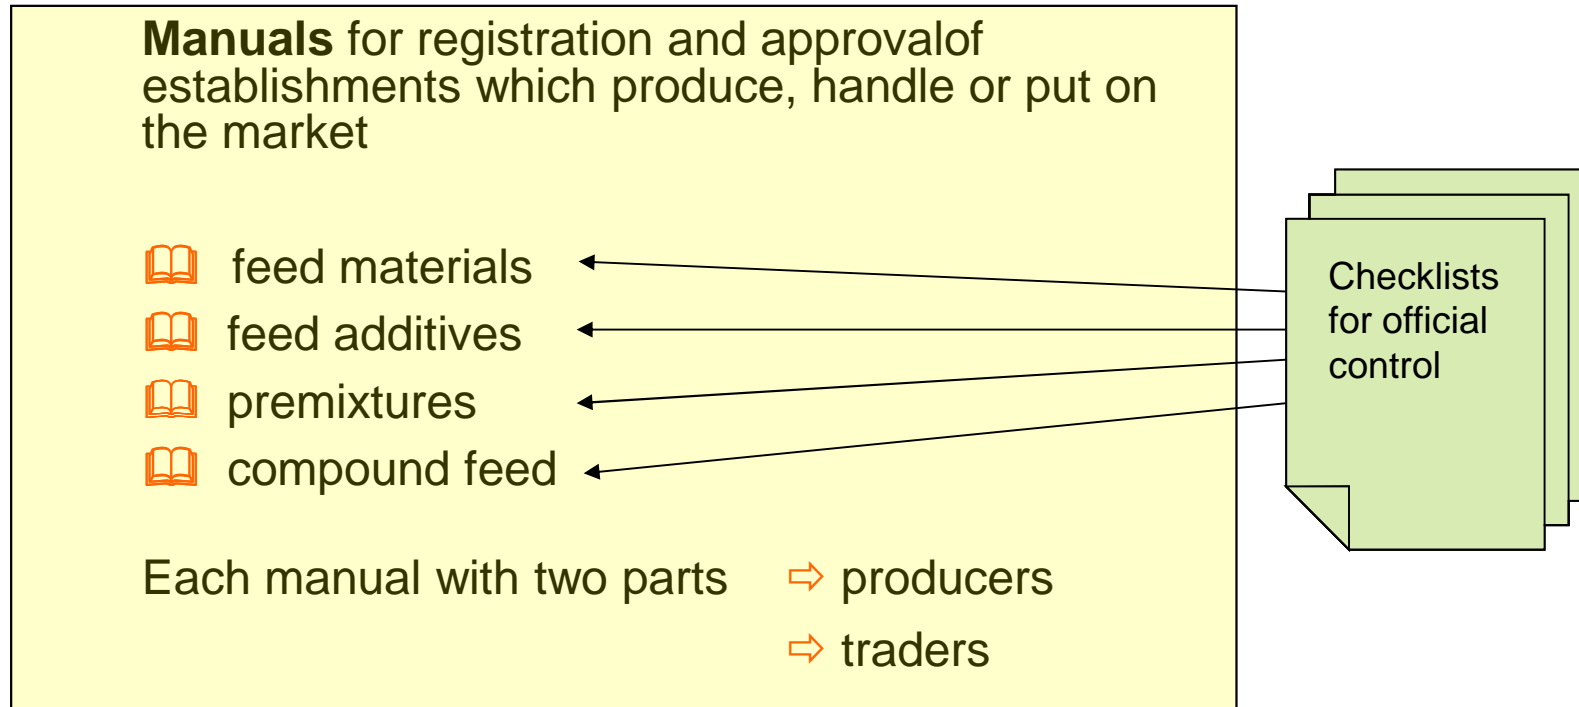 Manuals for registration and approvalof
establishments which produce, handle or put on
the market
feed materials
feed additives
premixtures
compound feed
Each manual with two parts ⇨ producers
⇨ traders
Checklists
for official
control